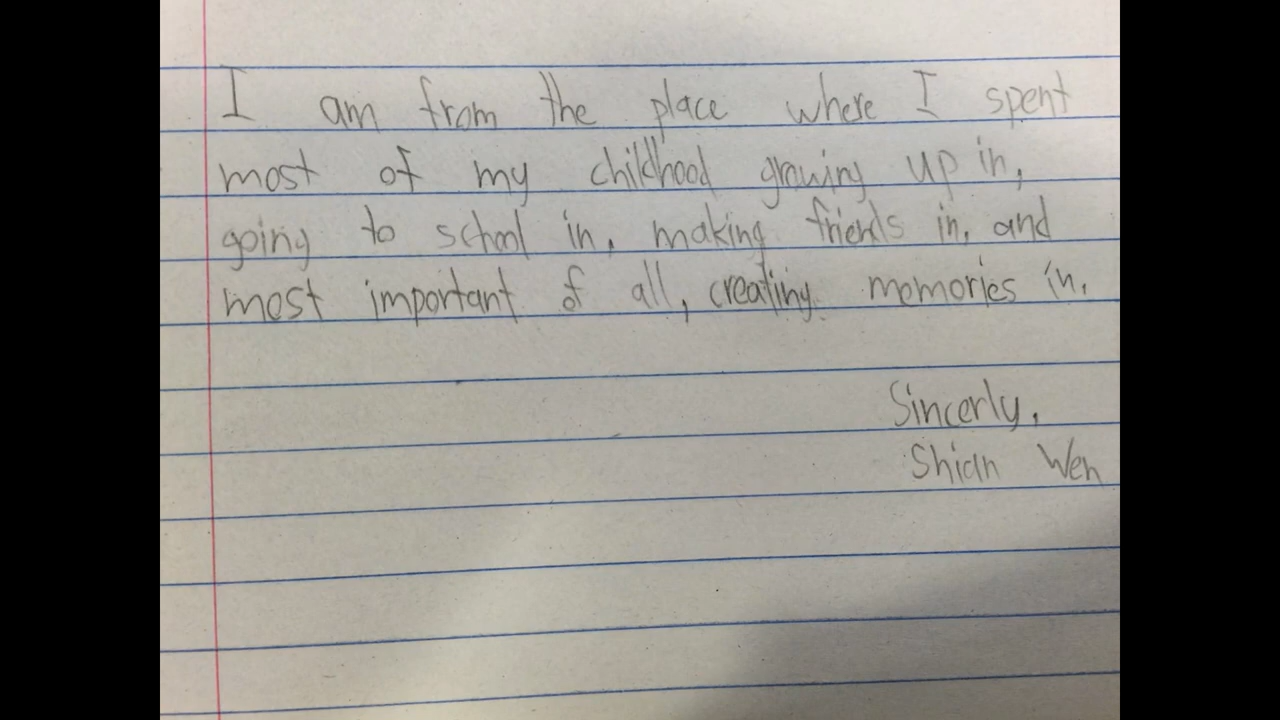 I am from the place where I spent
most of my childhood growing up in,
going to school in, making friends in, and
most important of all, creating memories in.
Sincerly,
Shian Wen